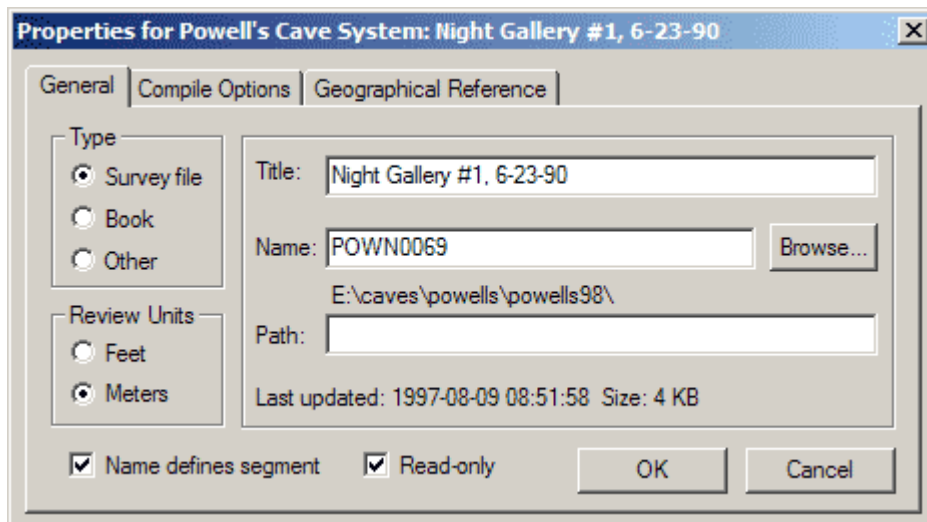 Properties for Powell's Cave System: Night Gallery #1, 6-23-90
General
Compile Options
Geographical Reference
Type
Survey file
Book
Other
Review Units
Feet
Meters
Title:
Night Gallery #1, 6-23-90
Name:
POWN0069
Browse...
E:\caves\powells\powells98\
Path:
Last updated: 1997-08-09 08:51:58 Size: 4 KB
Name defines segment
Read-only
OK
Cancel